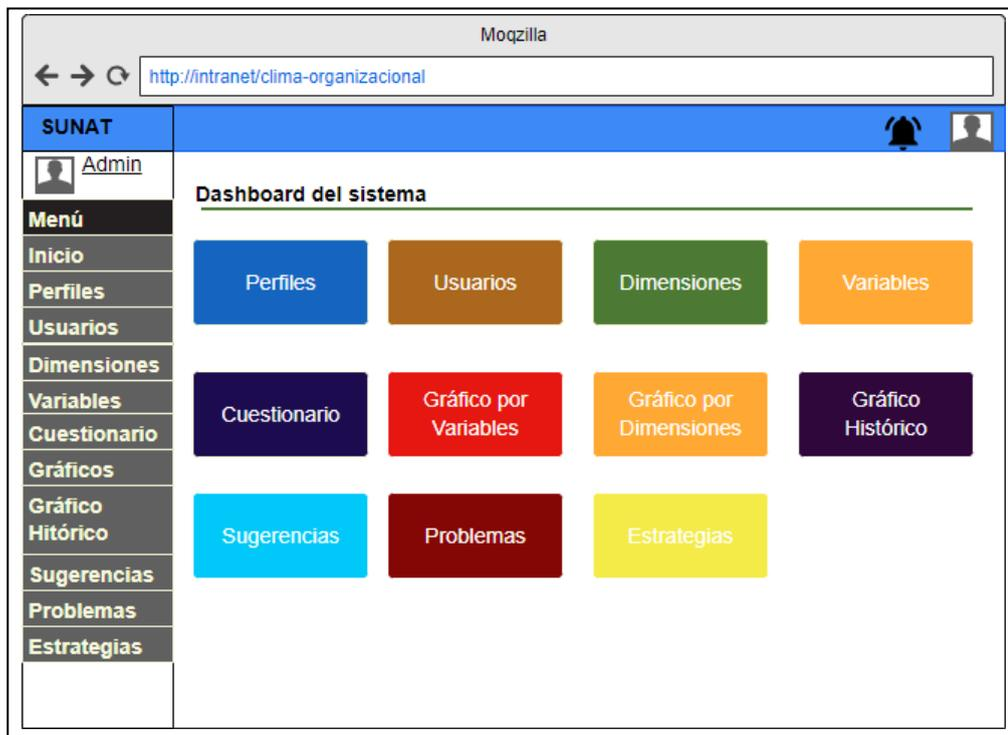 Moqzilla
http://intranet/clima-organizacional
SUNAT
Admin
Menú
Inicio
Perfiles
Usuarios
Dimensiones
Variables
Cuestionario
Gráficos
Gráfico
Hitórico
Sugerencias
Problemas
Estrategias
Dashboard del sistema
Perfiles
Usuarios
Dimensiones
Variables
Cuestionario
Gráfico por
Variables
Gráfico por
Dimensiones
Gráfico
Histórico
Sugerencias
Problemas
Estrategias